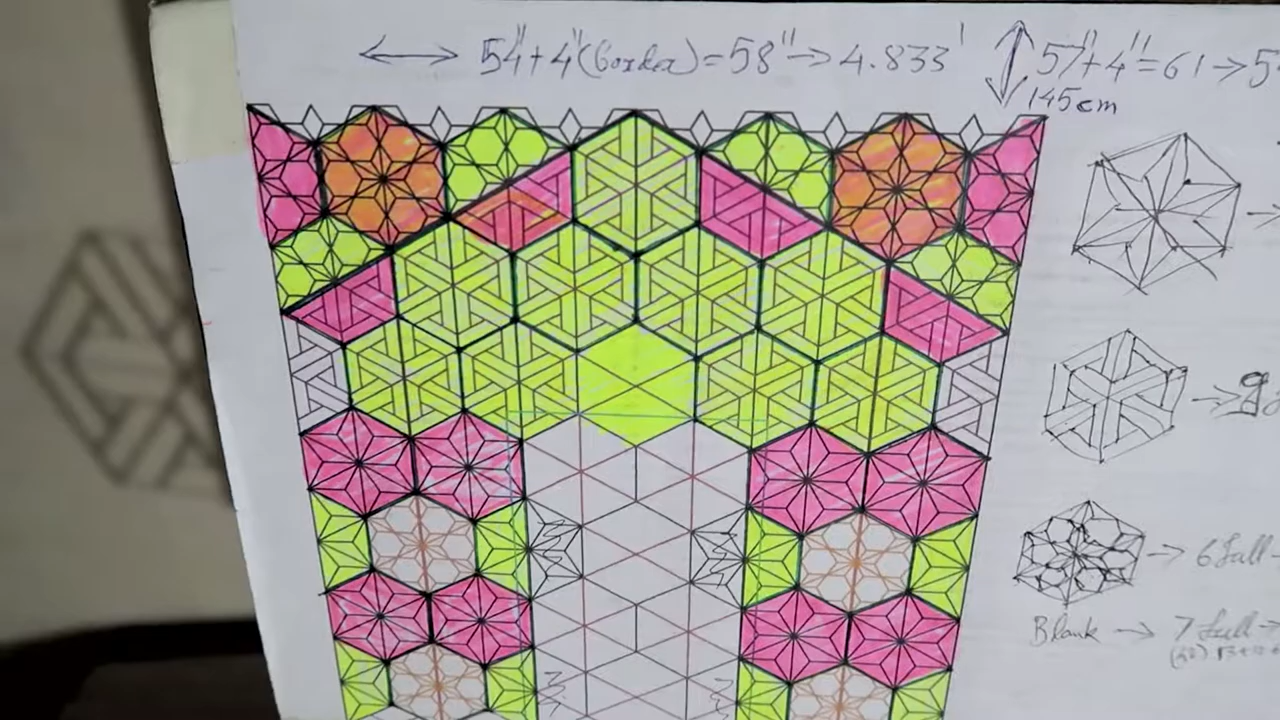 54"+4"(Border)=58"→4.833'
57"+4"=61→5
145cm
→ 6 full
Blank → 7 full →